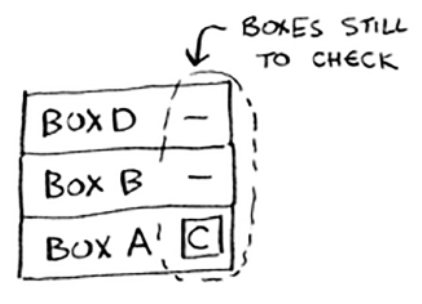 BOXES STILL
TO CHECK
BOX D –
BOX B –
BOX A C